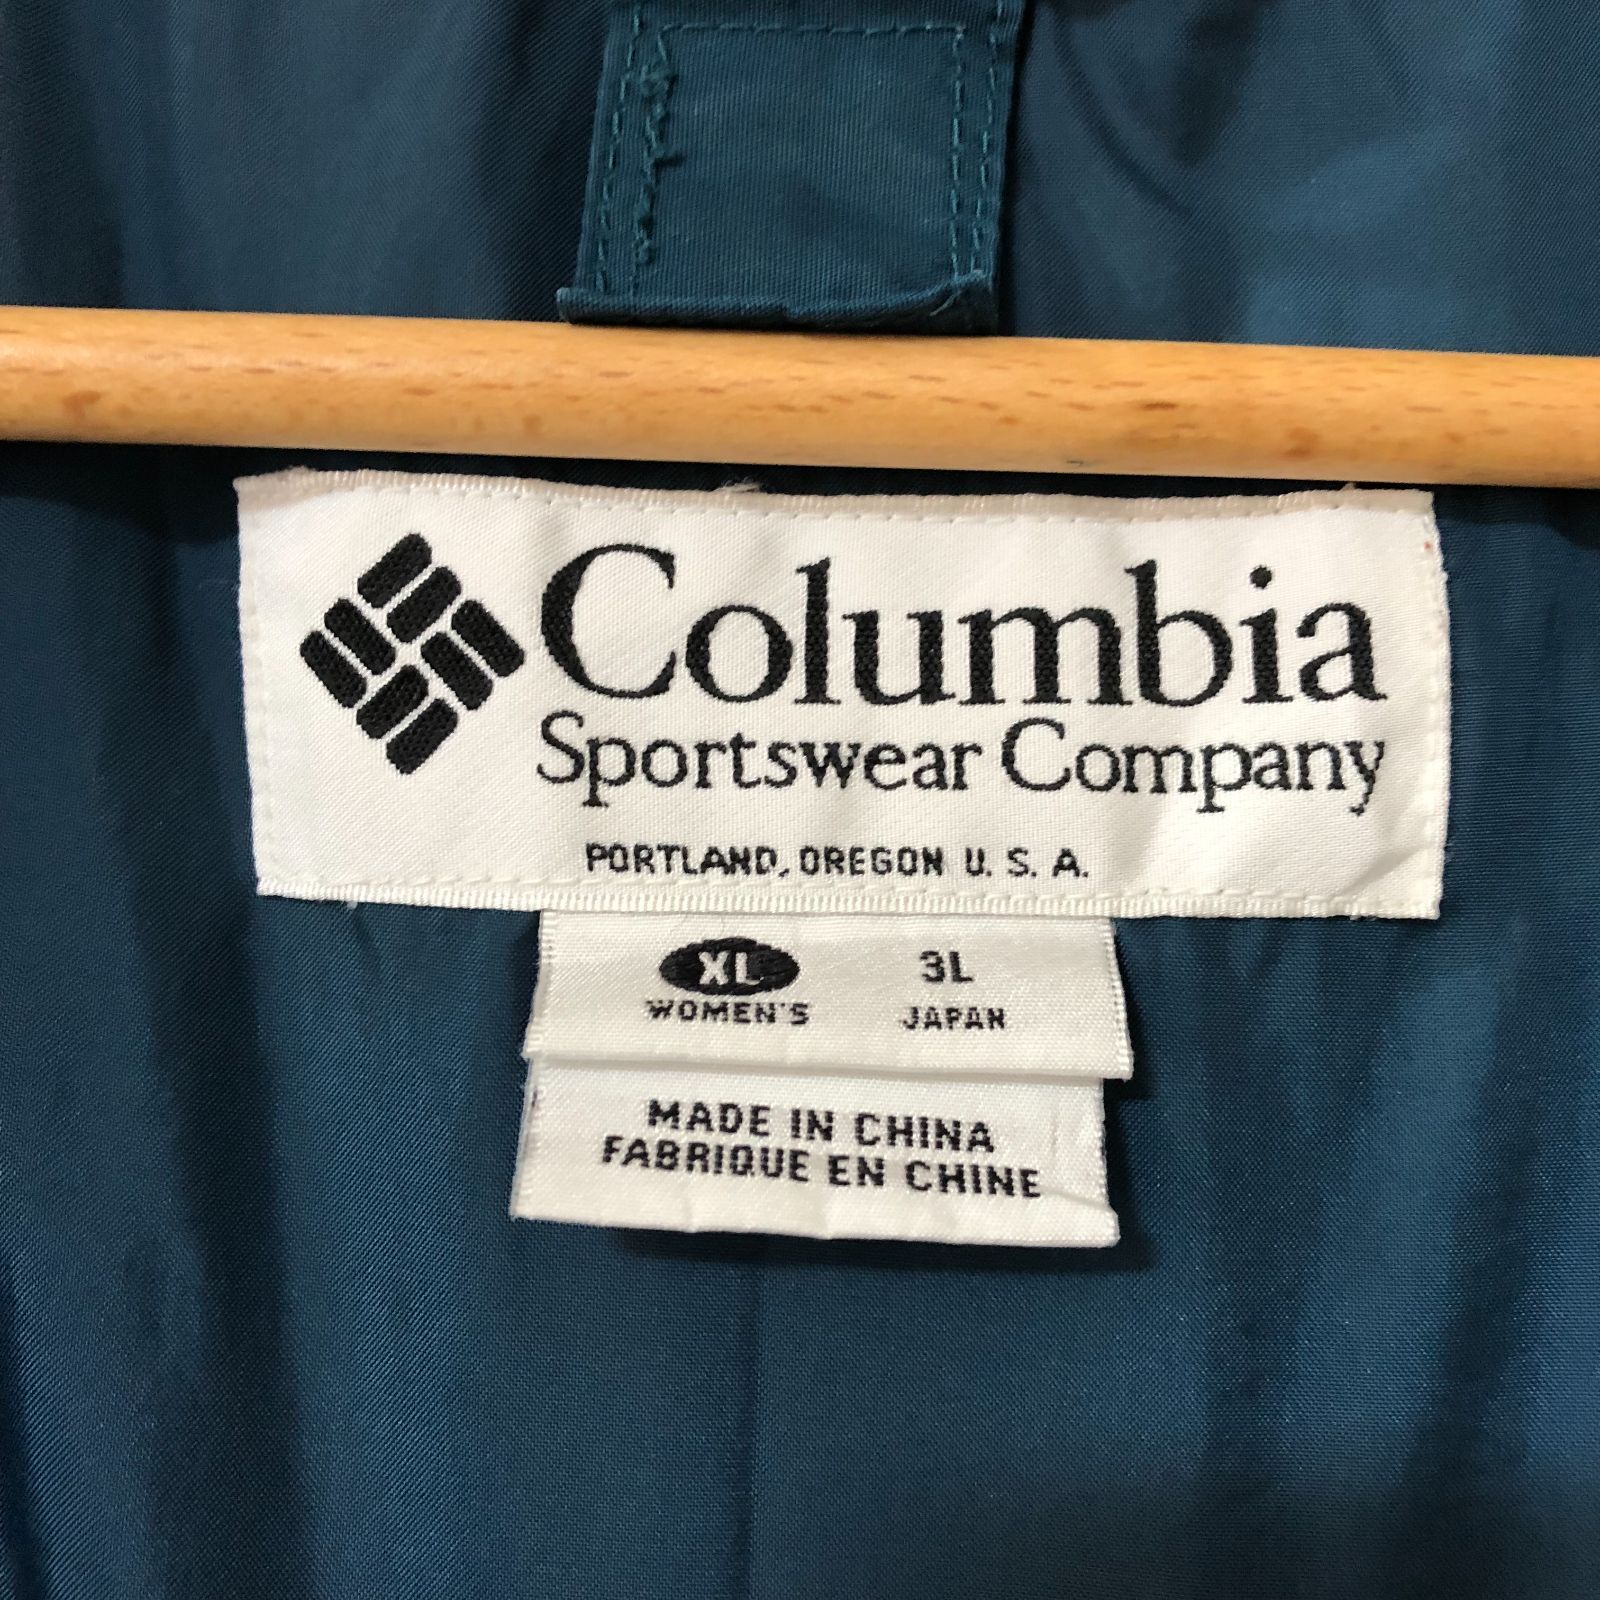 Columbia
Sportswear Company
PORTLAND, OREGON U. S. A.
XL 3L
WOMEN'S JAPAN
MADE IN CHINA
FABRIQUE EN CHINE